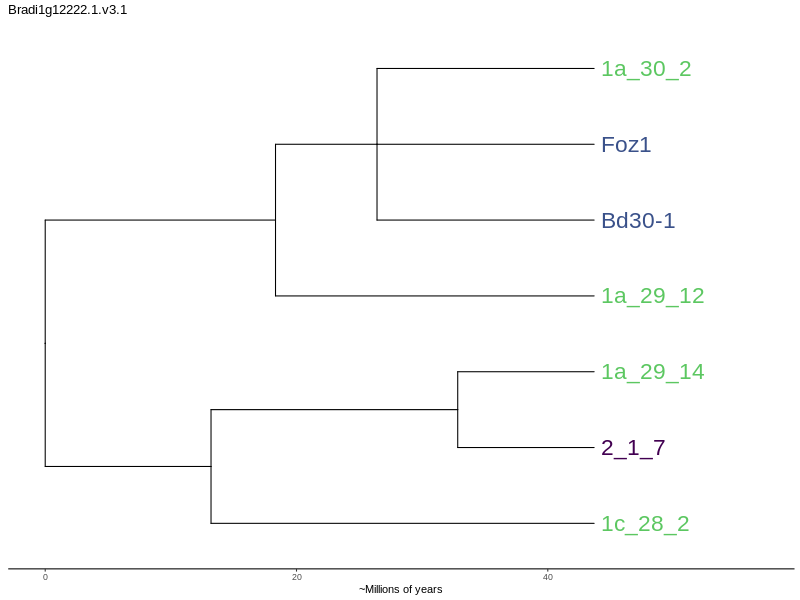 Bradi1g12222.1.v3.1
1a_30_2
Foz1
Bd30-1
1a_29_12
1a_29_14
2_1_7
1c_28_2
0 20 40
~Millions of years